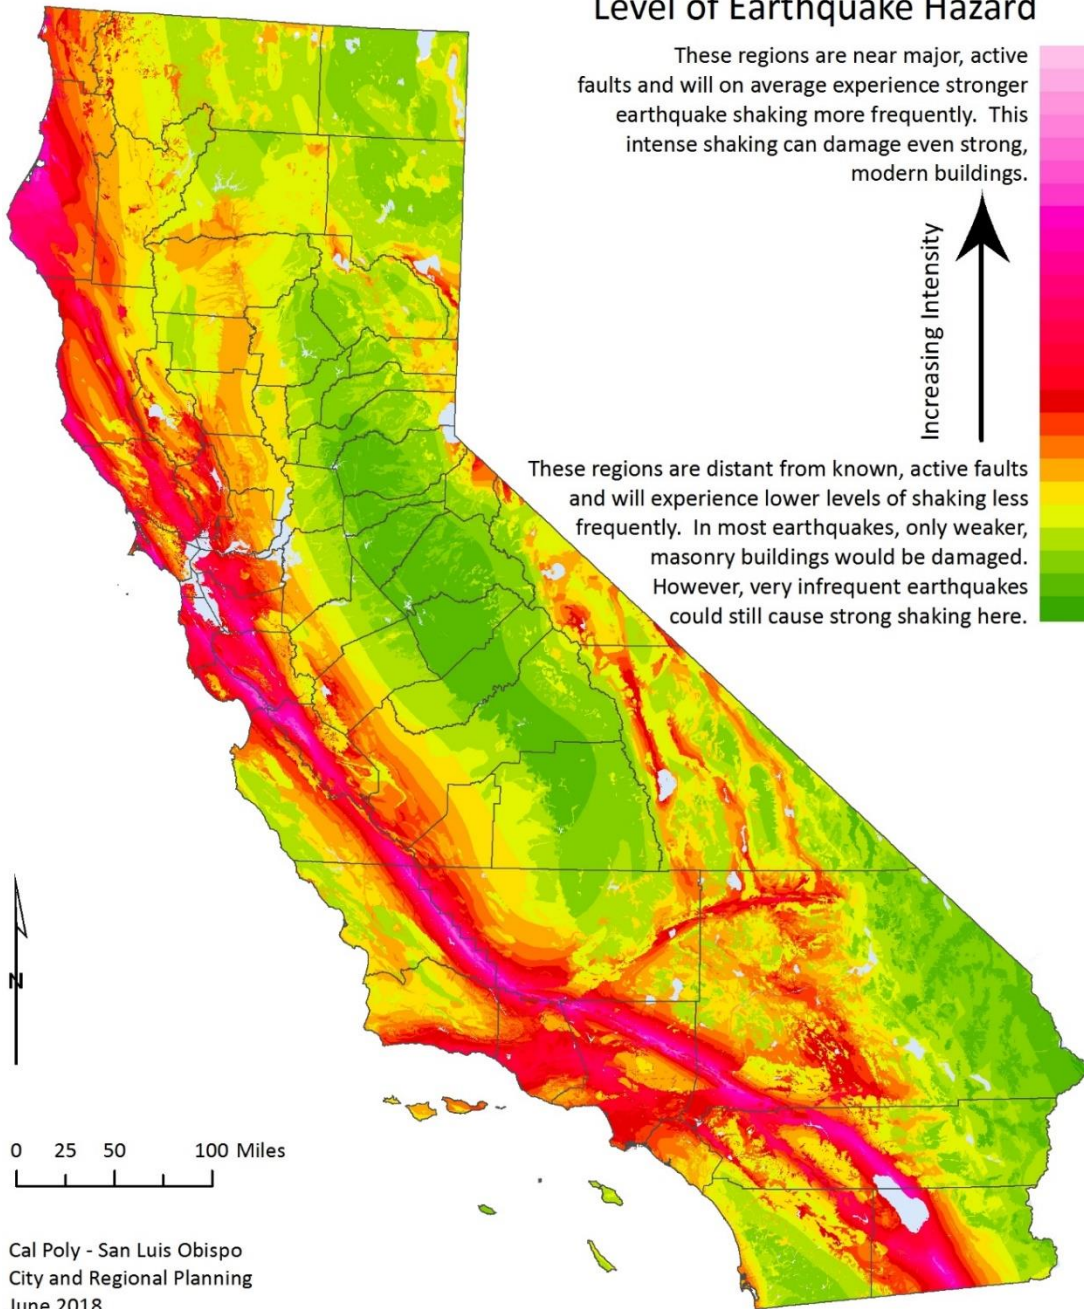 Level of Earthquake Hazard
These regions are near major, active
faults and will on average experience stronger
earthquake shaking more frequently. This
intense shaking can damage even strong,
modern buildings.
Increasing Intensity
These regions are distant from known, active faults
and will experience lower levels of shaking less
frequently. In most earthquakes, only weaker,
masonry buildings would be damaged.
However, very infrequent earthquakes
could still cause strong shaking here.
N
0 25 50 100 Miles
Cal Poly - San Luis Obispo
City and Regional Planning
June 2018